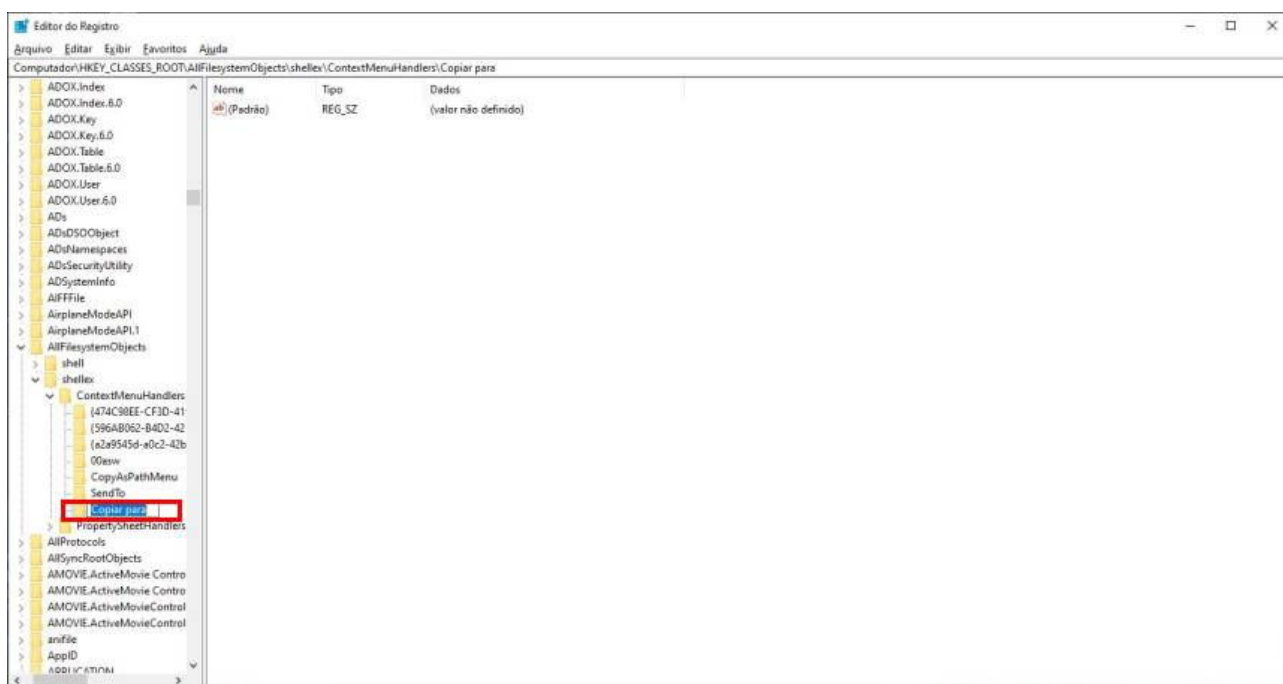 Editor do Registro
Arquivo Editar Exibir Favoritos Ajuda
Computador\HKEY_CLASSES_ROOT\AllFilesystemObjects\shellex\ContextMenuHandlers\Copiar para
ADOX.Index
ADOX.Index.6.0
ADOX.Key
ADOX.Key.6.0
ADOX.Table
ADOX.Table.6.0
ADOX.User
ADOX.User.6.0
ADs
ADsDSOObject
ADsNamespaces
ADsSecurityUtility
ADSystemInfo
AIFFFile
AirplaneModeAPI
AirplaneModeAPI.1
AllFilesystemObjects
shell
shellex
ContextMenuHandlers
{474C98EE-CF3D-41
{596AB062-B4D2-42
{a2a9545d-a0c2-42b
00asw
CopyAsPathMenu
SendTo
Copiar para
PropertySheetHandlers
AllProtocols
AllSyncRootObjects
AMOVIE.ActiveMovie Contro
AMOVIE.ActiveMovie Contro
AMOVIE.ActiveMovieControl
AMOVIE.ActiveMovieControl
anifile
AppID
APPLICATION
Nome Tipo Dados
ab (Padrão) REG_SZ (valor não definido)